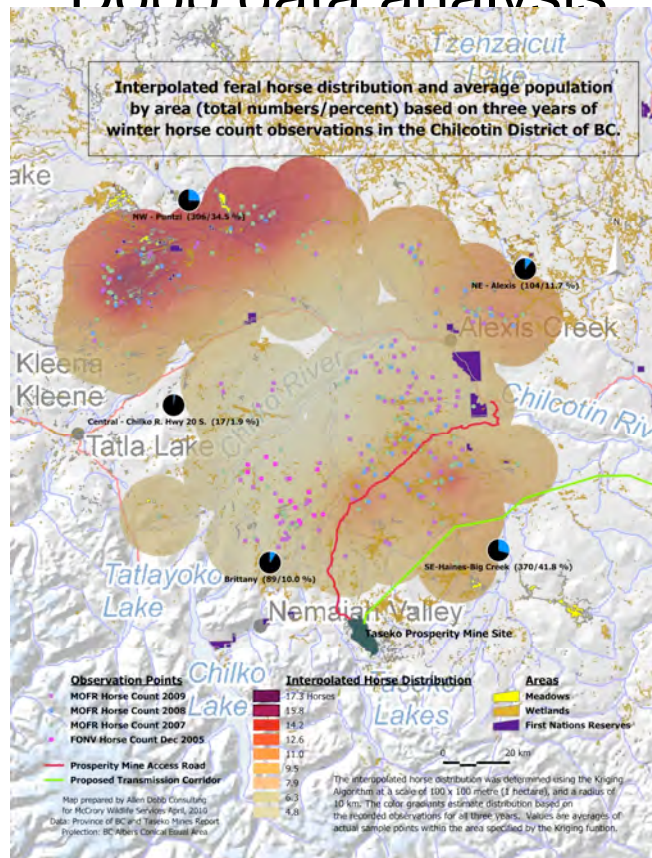 Dobb data analysis
Tzenzaicut
Lake
Interpolated feral horse distribution and average population
by area (total numbers/percent) based on three years of
winter horse count observations in the Chilcotin District of BC.
ake
NW - Puntzi (306/34.5 %)
NE - Alexis (104/11.7 %)
Alexis Creek
Kleena
Kleene
Chilko River
Chilcotin Riv
Central - Chilko R. Hwy 20 S. (17/1.9 %)
Tatla Lake
SE-Haines-Big Creek (370/41.8 %)
Brittany (89/10.0 %)
Tatlayoko
Lake
Nemaiah Valley
Taseko Prosperity Mine Site
Chilko
Lake
Taseko
Lakes
Observation Points
MOFR Horse Count 2009
MOFR Horse Count 2008
MOFR Horse Count 2007
FONV Horse Count Dec 2005
Prosperity Mine Access Road
Proposed Transmission Corridor
Map prepared by Allen Dobb Consulting
for McCrory Wildlife Services April, 2010
Data: Province of BC and Taseko Mines Report
Projection: BC Albers Conical Equal Area
Interpolated Horse Distribution
17.3 Horses
15.8
14.2
12.6
11.0
9.5
7.9
6.3
4.8
Areas
Meadows
Wetlands
First Nations Reserves
0 20 km
The interpolated horse distribution was determined using the Kriging
Algorithm at a scale of 100 x 100 metre (1 hectare), and a radius of
10 km. The color gradiants estimate distribution based on
the recorded observations for all three years. Values are averages of
actual sample points within the area specified by the Kriging funtion.
N